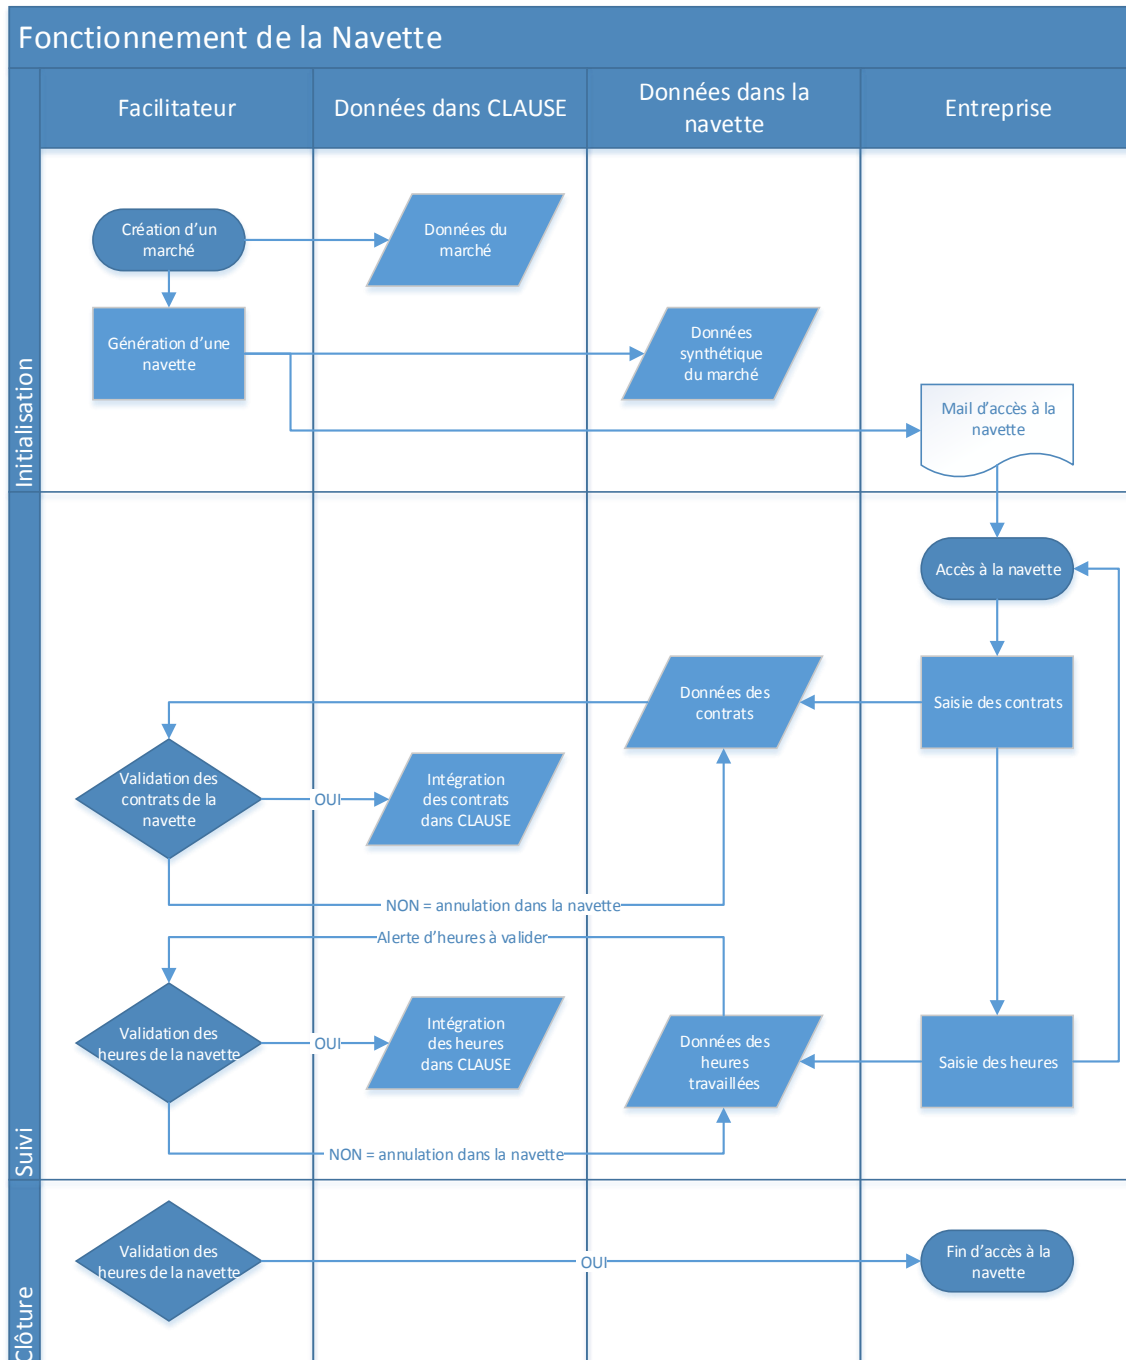 Fonctionnement de la Navette
Facilitateur
Données dans CLAUSE
Données dans la
navette
Entreprise
Initialisation
Création d'un
marché
Données du
marché
Génération d'une
navette
Données
synthétique
du marché
Mail d'accès à la
navette
Suivi
Accès à la navette
Saisie des contrats
Données des
contrats
Validation des
contrats de la
navette
OUI
Intégration
des contrats
dans CLAUSE
NON = annulation dans la navette
Alerte d'heures à valider
Validation des
heures de la navette
OUI
Intégration
des heures
dans CLAUSE
Données des
heures
travaillées
Saisie des heures
NON = annulation dans la navette
Clôture
Validation des
heures de la navette
OUI
Fin d'accès à la
navette